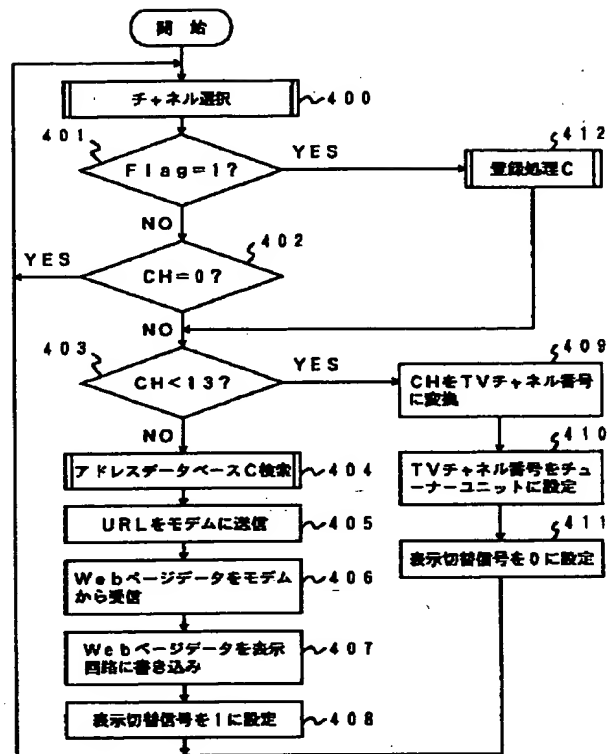 開 始
チャネル選択
400
401
Flag=1?
YES
412
登録処理C
NO
402
YES
CH=0?
NO
403
CH<13?
YES
409
CHをTVチャネル番号
に変換
NO
410
TVチャネル番号をチュ
ーナーユニットに設定
411
表示切替信号を0に設定
アドレスデータベースC検索
404
URLをモデムに送信
405
Webページデータをモデム
から受信
406
Webページデータを表示
回路に書き込み
407
表示切替信号を1に設定
408